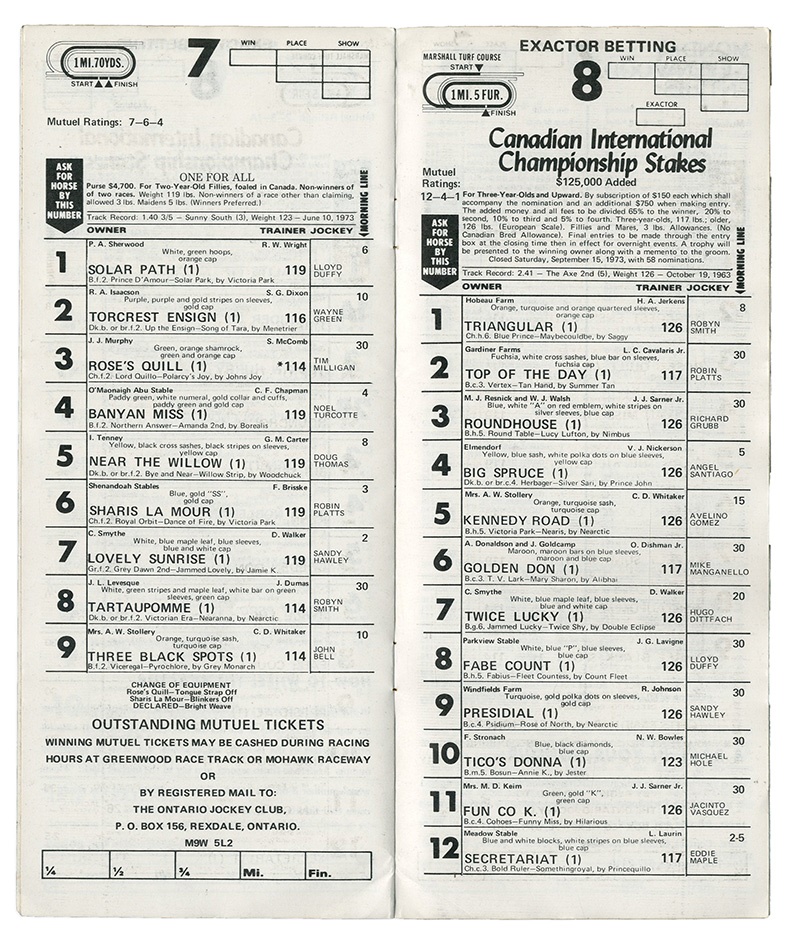 1 MI. 70 YDS.
START FINISH
7
WIN PLACE SHOW
Mutuel Ratings: 7-6-4
ASK FOR HORSE BY THIS NUMBER
ONE FOR ALL
Purse $4,700. For Two-Year-Old Fillies, foaled in Canada. Non-winners of
of two races. Weight 119 lbs. Non-winners of a race other than claiming,
allowed 3 lbs. Maidens 5 lbs. (Winners Preferred.)
Track Record: 1.40 3/5 - Sunny South (3), Weight 123 - June 10, 1973
MORNING LINE
OWNER TRAINER JOCKEY
1
P. A. Sherwood R. W. Wright 6
White, green hoops,
orange cap
SOLAR PATH (1) 119 LLOYD DUFFY
B.f.2. Prince D'Amour-Solar Path, by Victoria Park
2
R. A. Isaacson S. G. Dixon 10
Purple, purple and gold stripes on sleeves,
gold cap
TORCREST ENSIGN (1) 116 WAYNE GREEN
Dk.b. or br.f.2. Up the Ensign-Song of Tara, by Menetrier
3
J. J. Murphy S. McComb 30
Green, orange shamrock,
green and orange cap
ROSE'S QUILL (1) *114 TIM MILLIGAN
Ch.f.2. Lord Quillo-Polarcy's Joy, by Johns Joy
4
O'Maonaigh Abu Stable C. F. Chapman 4
Paddy green, white numeral, gold collar and cuffs,
paddy green and gold cap
BANYAN MISS (1) 119 NOEL TURCOTTE
B.f.2. Northern Answer-Amanda 2nd, by Borealis
5
I. Tenney G. M. Carter 8
Yellow, black cross sashes, black stripes on sleeves,
yellow cap
NEAR THE WILLOW (1) 119 DOUG THOMAS
Dk.b. or br.f.2. Bye and Near-Willow Strip, by Woodchuck
6
Shenandoah Stables F. Brisske 3
Blue, gold "SS",
gold cap
SHARIS LA MOUR (1) 119 ROBIN PLATTS
Ch.f.2. Royal Orbit-Dance of Fire, by Victoria Park
7
C. Smythe D. Walker 2
White, blue maple leaf, blue sleeves,
blue and white cap
LOVELY SUNRISE (1) 119 SANDY HAWLEY
Gr.f.2. Grey Dawn 2nd-Jammed Lovely, by Jamie K.
8
J. L. Levesque J. Dumas 30
White, green stripes and maple leaf, white bar on green
sleeves, green cap
TARTAUPOMME (1) 114 ROBYN SMITH
Dk.b. or br.f.2. Victorian Era-Nearanna, by Nearctic
9
Mrs. A. W. Stollery C. D. Whitaker 10
Orange, turquoise sash,
turquoise cap
THREE BLACK SPOTS (1) 114 JOHN BELL
B.f.2. Viceregal-Pyrochlore, by Grey Monarch
CHANGE OF EQUIPMENT
Rose's Quill-Tongue Strap Off
Sharis La Mour-Blinkers Off
DECLARED-Bright Weave
OUTSTANDING MUTUEL TICKETS
WINNING MUTUEL TICKETS MAY BE CASHED DURING RACING
HOURS AT GREENWOOD RACE TRACK OR MOHAWK RACEWAY
OR
BY REGISTERED MAIL TO:
THE ONTARIO JOCKEY CLUB,
P. O. BOX 156, REXDALE, ONTARIO.
M9W 5L2
¼ ½ ¾ Mi. Fin.
EXACTOR BETTING
MARSHALL TURF COURSE
START
1 MI. 5 FUR.
FINISH
8
WIN PLACE SHOW
EXACTOR
Canadian International
Championship Stakes
$125,000 Added
Mutuel
Ratings:
12-4-1
ASK FOR HORSE BY THIS NUMBER
For Three-Year-Olds and Upward. By subscription of $150 each which shall
accompany the nomination and an additional $750 when making entry.
The added money and all fees to be divided 65% to the winner, 20% to
second, 10% to third and 5% to fourth. Three-year-olds, 117 lbs.; older,
126 lbs. (European Scale). Fillies and Mares, 3 lbs. Allowances. (No
Canadian Bred Allowance). Final entries to be made through the entry
box at the closing time then in effect for overnight events. A trophy will
be presented to the winning owner along with a memento to the groom.
Closed Saturday, September 15, 1973, with 58 nominations.
Track Record: 2.41 - The Axe 2nd (5), Weight 126 - October 19, 1963
MORNING LINE
OWNER TRAINER JOCKEY
1
Hobeau Farm H. A. Jerkens 8
Orange, turquoise and orange quartered sleeves,
orange cap
TRIANGULAR (1) 126 ROBYN SMITH
Ch.h.6. Blue Prince-Maybecouldbe, by Saggy
2
Gardiner Farms L. C. Cavalaris Jr. 30
Fuchsia, white cross sashes, blue bar on sleeves,
fuchsia cap
TOP OF THE DAY (1) 117 ROBIN PLATTS
B.c.3. Vertex-Tan Hand, by Summer Tan
3
M. J. Resnick and W. J. Walsh J. J. Sarner Jr. 30
Blue, white "A" on red emblem, white stripes on
silver sleeves, blue cap
ROUNDHOUSE (1) 126 RICHARD GRUBB
B.h.5. Round Table-Lucy Lufton, by Nimbus
4
Elmendorf V. J. Nickerson 5
Yellow, blue sash, white polka dots on blue sleeves,
yellow cap
BIG SPRUCE (1) 126 ANGEL SANTIAGO
Dk.b. or br.c.4. Herbager-Silver Sari, by Prince John
5
Mrs. A. W. Stollery C. D. Whitaker 15
Orange, turquoise sash,
turquoise cap
KENNEDY ROAD (1) 126 AVELINO GOMEZ
B.h.5. Victoria Park-Nearis, by Nearctic
6
A. Donaldson and J. Goldcamp O. Dishman Jr. 30
Maroon, maroon bars on blue sleeves,
maroon and blue cap
GOLDEN DON (1) 117 MIKE MANGANELLO
B.c.3. T. V. Lark-Mary Sharon, by Alibhai
7
C. Smythe D. Walker 20
White, blue maple leaf, blue sleeves,
blue and white cap
TWICE LUCKY (1) 126 HUGO DITTFACH
B.g.6. Jammed Lucky-Twice Shy, by Double Eclipse
8
Parkview Stable J. G. Lavigne 30
White, blue "P", blue sleeves,
blue cap
FABE COUNT (1) 126 LLOYD DUFFY
B.h.5. Fabius-Fleet Countess, by Count Fleet
9
Windfields Farm R. Johnson 30
Turquoise, gold polka dots on sleeves,
gold cap
PRESIDIAL (1) 126 SANDY HAWLEY
B.c.4. Psidium-Rose of North, by Nearctic
10
F. Stronach N. W. Bowles 30
Blue, black diamonds,
blue cap
TICO'S DONNA (1) 123 MICHAEL HOLE
B.m.5. Bosun-Annie K., by Jester
11
Mrs. M. D. Keim J. J. Sarner Jr. 30
Green, gold "K",
green cap
FUN CO K. (1) 126 JACINTO VASQUEZ
B.c.4. Cohoes-Funny Miss, by Hilarious
12
Meadow Stable L. Laurin 2-5
Blue and white blocks, white stripes on blue sleeves,
blue cap
SECRETARIAT (1) 117 EDDIE MAPLE
Ch.c.3. Bold Ruler-Somethingroyal, by Princequillo